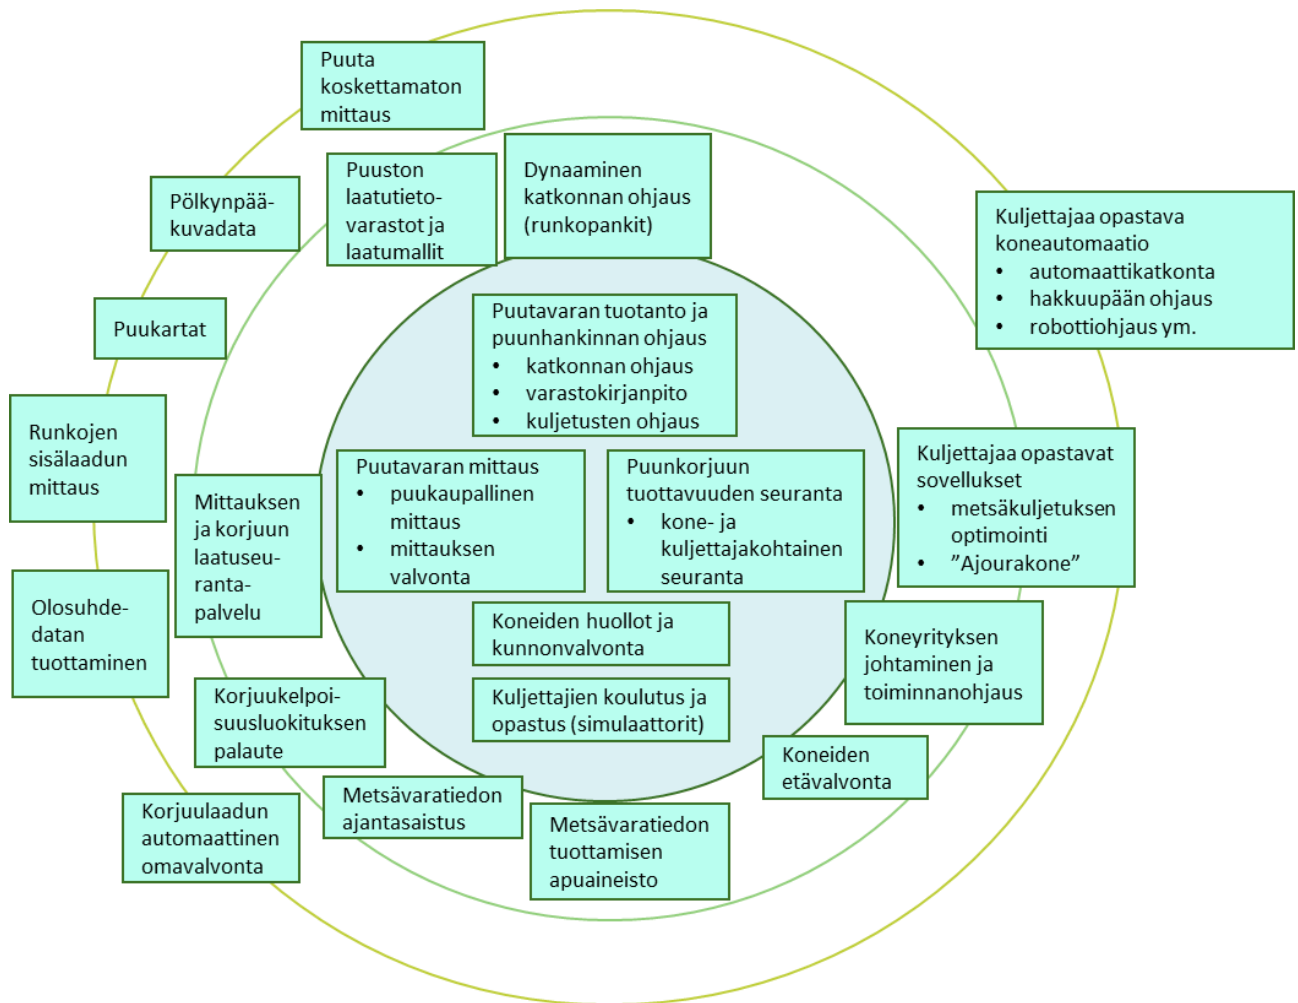 Puuta
koskettamaton
mittaus
Puuston
laatutieto-
varastot ja
laatumallit
Dynaaminen
katkonnan ohjaus
(runkopankit)
Pölkynpää-
kuvadata
Kuljettajaa opastava
koneautomaatio
• automaattikatkonta
• hakkuupään ohjaus
• robottiohjaus ym.
Puukartat
Putavaran tuotanto ja
puunhankinnan ohjaus
• katkonnan ohjaus
• varastokirjanpito
• kuljetusten ohjaus
Runkojen
sisälaadun
mittaus
Mittauksen
ja korjuun
laatuseu-
ranta-
palvelu
Puutavaran mittaus
• puukaupallinen
mittaus
• mittauksen
valvonta
Puunkorjuun
tuottavuuden seuranta
• kone- ja
kuljettajakohtainen
seuranta
Kuljettajaa opastavat
sovellukset
• metsäkuljetuksen
optimointi
• ”Ajourakone”
Olosuhde-
datan
tuottaminen
Koneiden huollot ja
kunnonvalvonta
Koneyrityksen
johtaminen ja
toiminnanohjaus
Korjuukelpoi-
suusluokituksen
palaute
Kuljettajien koulutus ja
opastus (simulaattorit)
Koneiden
etävalvonta
Korjuulaadun
automaattinen
omavalvonta
Metsävaratiedon
ajantasaistus
Metsävaratiedon
tuottamisen
apuaineisto